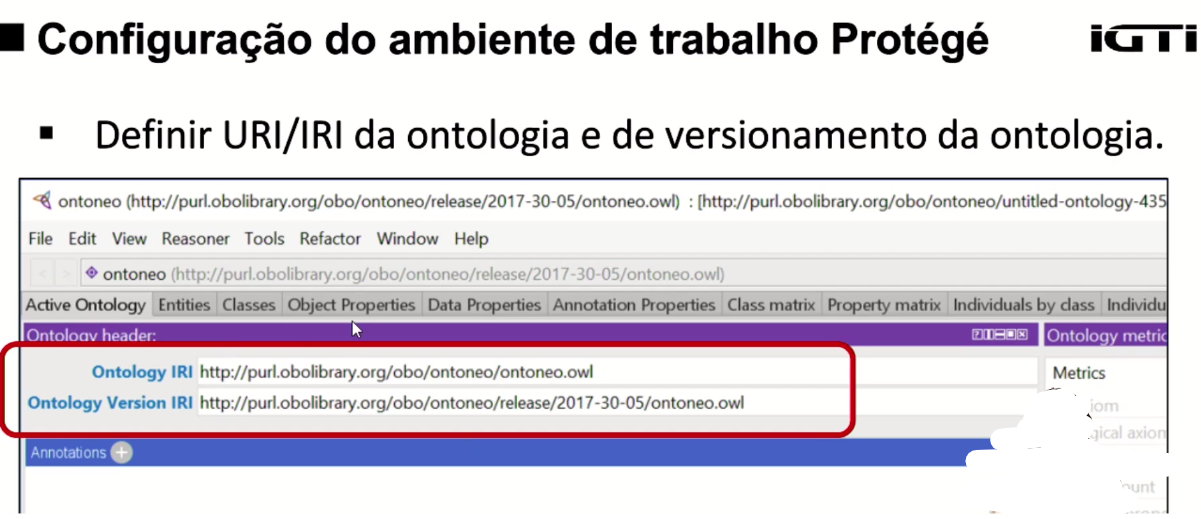 Configuração do ambiente de trabalho Protégé
iGTi
Definir URI/IRI da ontologia e de versionamento da ontologia.
ontoneo (http://purl.obolibrary.org/obo/ontoneo/release/2017-30-05/ontoneo.owl) : [http://purl.obolibrary.org/obo/ontoneo/untitled-ontology-435
File Edit View Reasoner Tools Refactor Window Help
< > ontoneo (http://purl.obolibrary.org/obo/ontoneo/release/2017-30-05/ontoneo.owl)
Active Ontology Entities Classes Object Properties Data Properties Annotation Properties Class matrix Property matrix Individuals by class Individu
Ontology header: Ontology metric
Ontology IRI http://purl.obolibrary.org/obo/ontoneo/ontoneo.owl Metrics
Ontology Version IRI http://purl.obolibrary.org/obo/ontoneo/release/2017-30-05/ontoneo.owl
Annotations